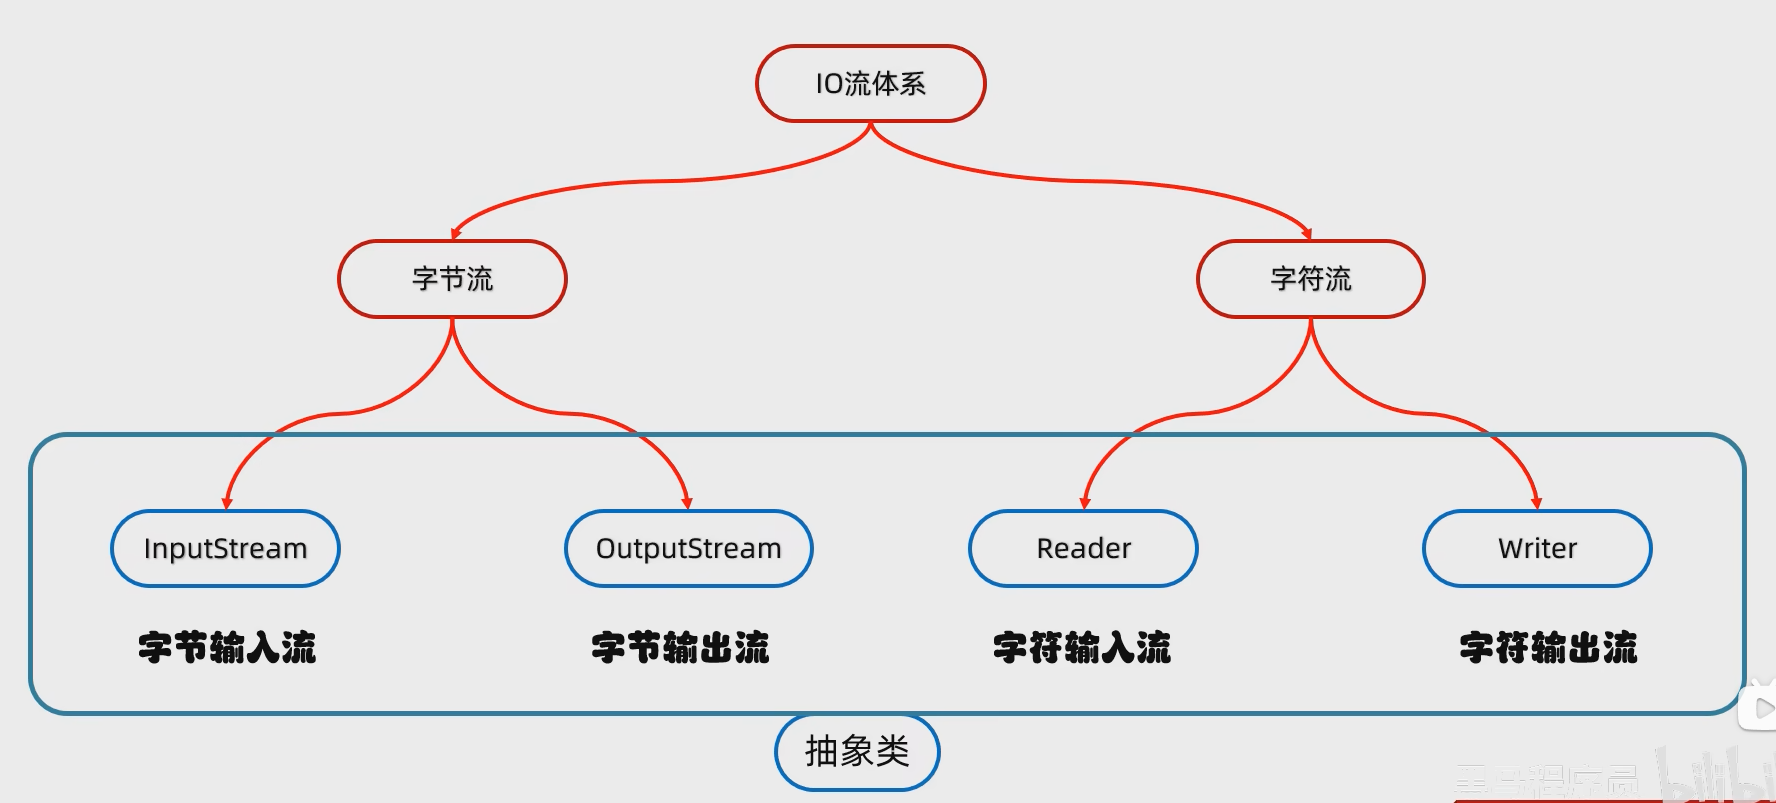 IO流体系
字节流
字符流
InputStream
OutputStream
Reader
Writer
字节输入流
字节输出流
字符输入流
字符输出流
抽象类
黑马程序员
bilibili